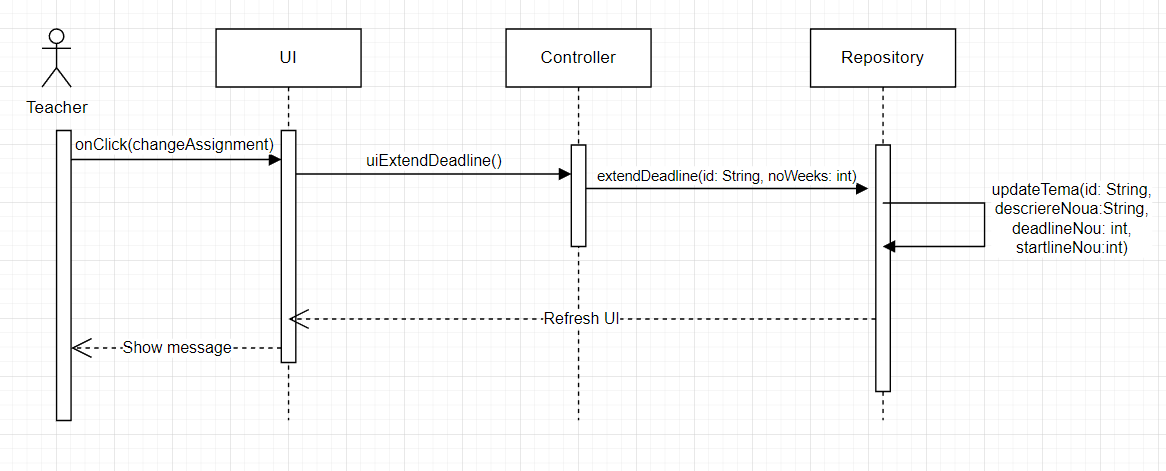 UI
Controller
Repository
Teacher
onClick(changeAssignment)
uiExtendDeadline()
extendDeadline(id: String, noWeeks: int)
updateTema(id: String,
descriereNoua:String,
deadlineNou: int,
startlineNou:int)
Refresh UI
Show message